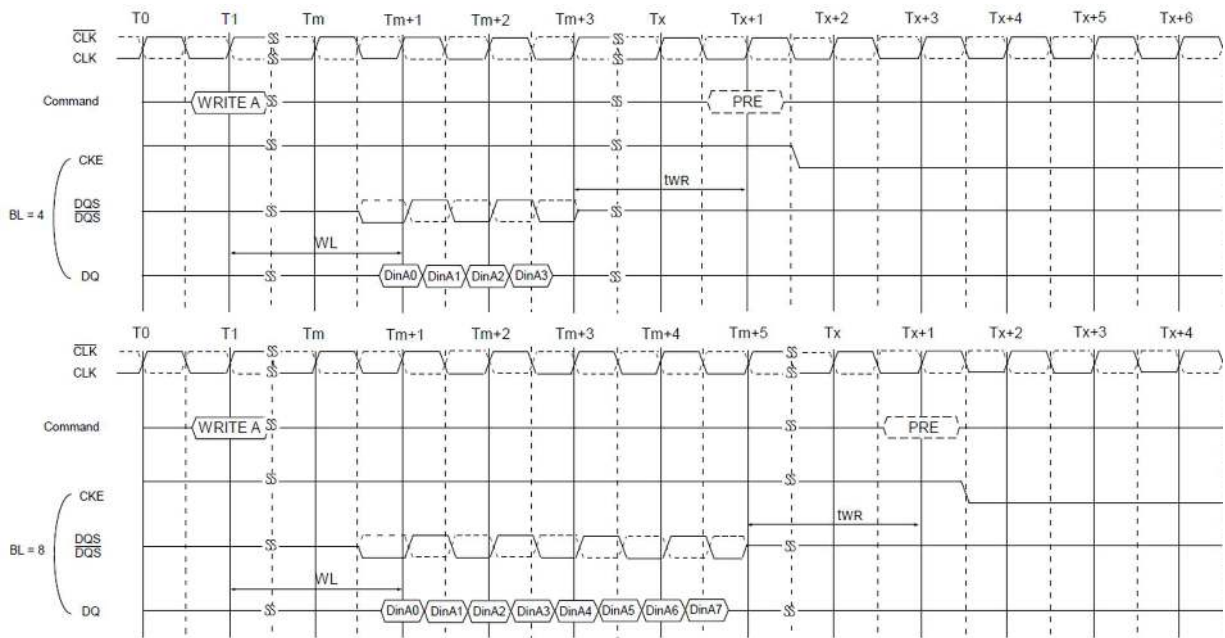 T0 T1 Tm Tm+1 Tm+2 Tm+3 Tx Tx+1 Tx+2 Tx+3 Tx+4 Tx+5 Tx+6
CLK
CLK
Command WRITE A PRE
CKE
tWR
DQS
BL = 4
DQS
WL
DQ DinA0 DinA1 DinA2 DinA3
T0 T1 Tm Tm+1 Tm+2 Tm+3 Tm+4 Tm+5 Tx Tx+1 Tx+2 Tx+3 Tx+4
CLK
CLK
Command WRITE A PRE
CKE
tWR
DQS
BL = 8
DQS
WL
DQ DinA0 DinA1 DinA2 DinA3 DinA4 DinA5 DinA6 DinA7